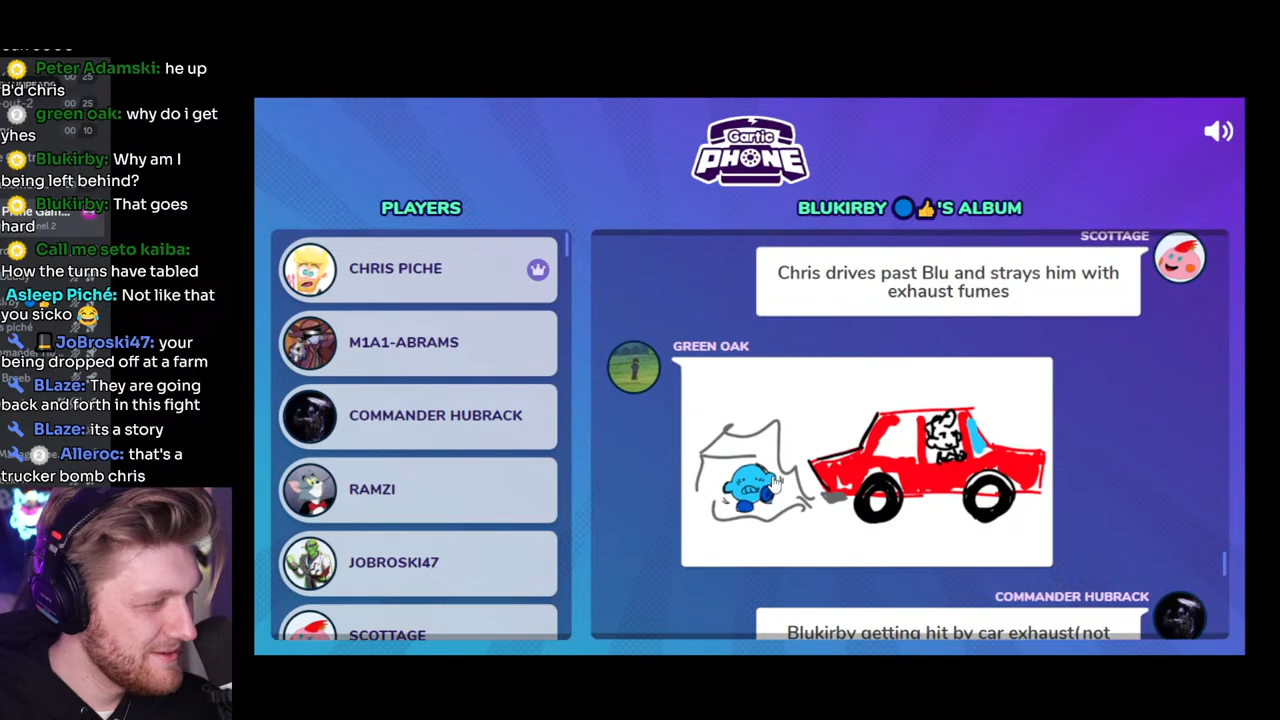 Peter Adamski: he up
B'd chris
green oak: why do i get
yhes
Blukirby: Why am I
being left behind?
Blukirby: That goes
hard
Call me seto kaiba:
How the turns have tabled
Asleep Piché: Not like that
you sicko 😂
JoBroski47: your
being dropped off at a farm
BLaze: They are going
back and forth in this fight
BLaze: its a story
Alleroc: that's a
trucker bomb chris
Gartic
PHONE
PLAYERS
CHRIS PICHE
M1A1-ABRAMS
COMMANDER HUBRACK
RAMZI
JOBROSKI47
SCOTTAGE
BLUKIRBY 🔵👍'S ALBUM
SCOTTAGE
Chris drives past Blu and strays him with
exhaust fumes
GREEN OAK
COMMANDER HUBRACK
Blukirby getting hit by car exhaust(not